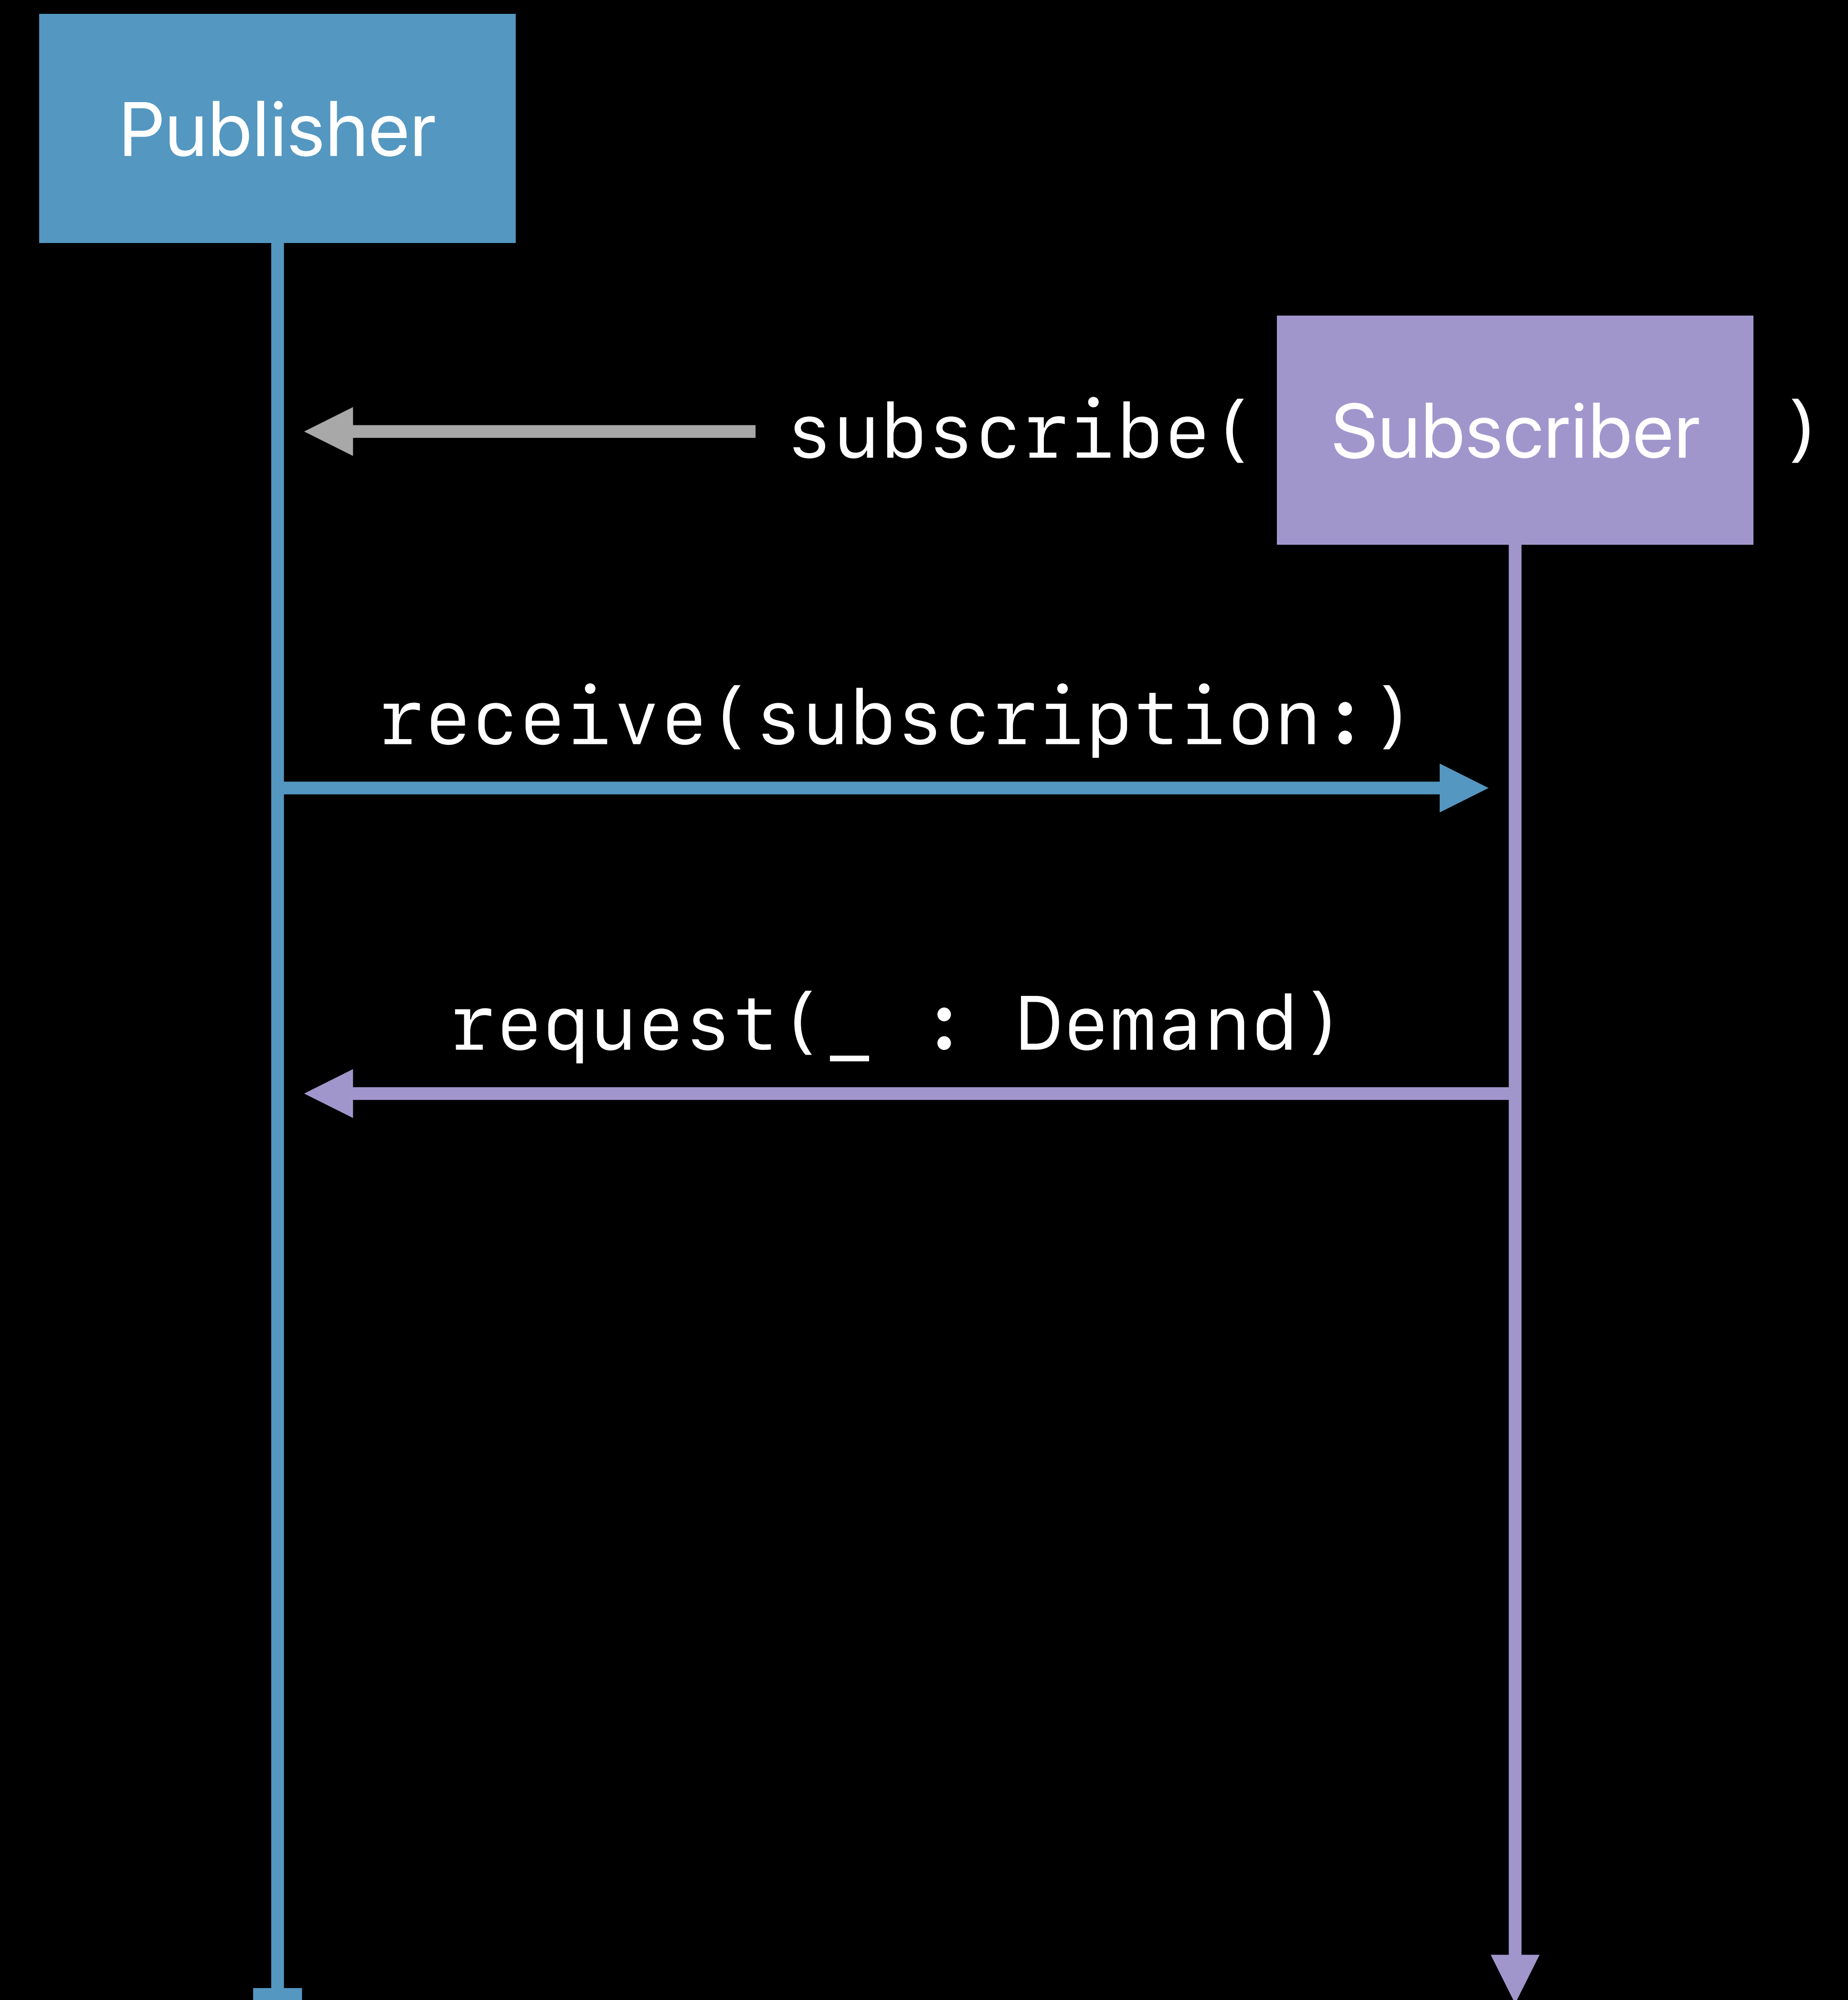 Publisher
subscribe( Subscriber )
receive(subscription:)
request(_ : Demand)